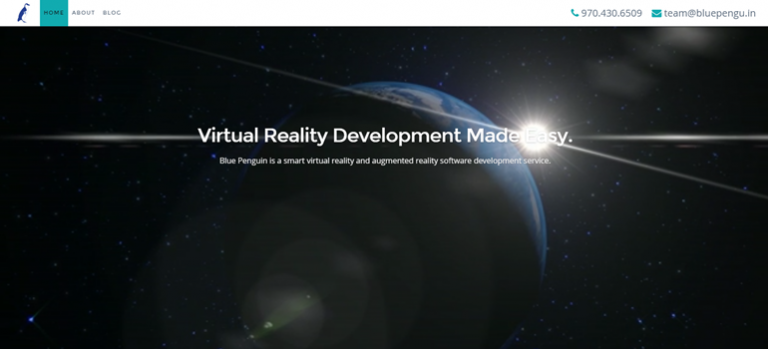 HOME ABOUT BLOG 970.430.6509 team@bluepengu.in
Virtual Reality Development Made Easy.
Blue Penguin is a smart virtual reality and augmented reality software development service.